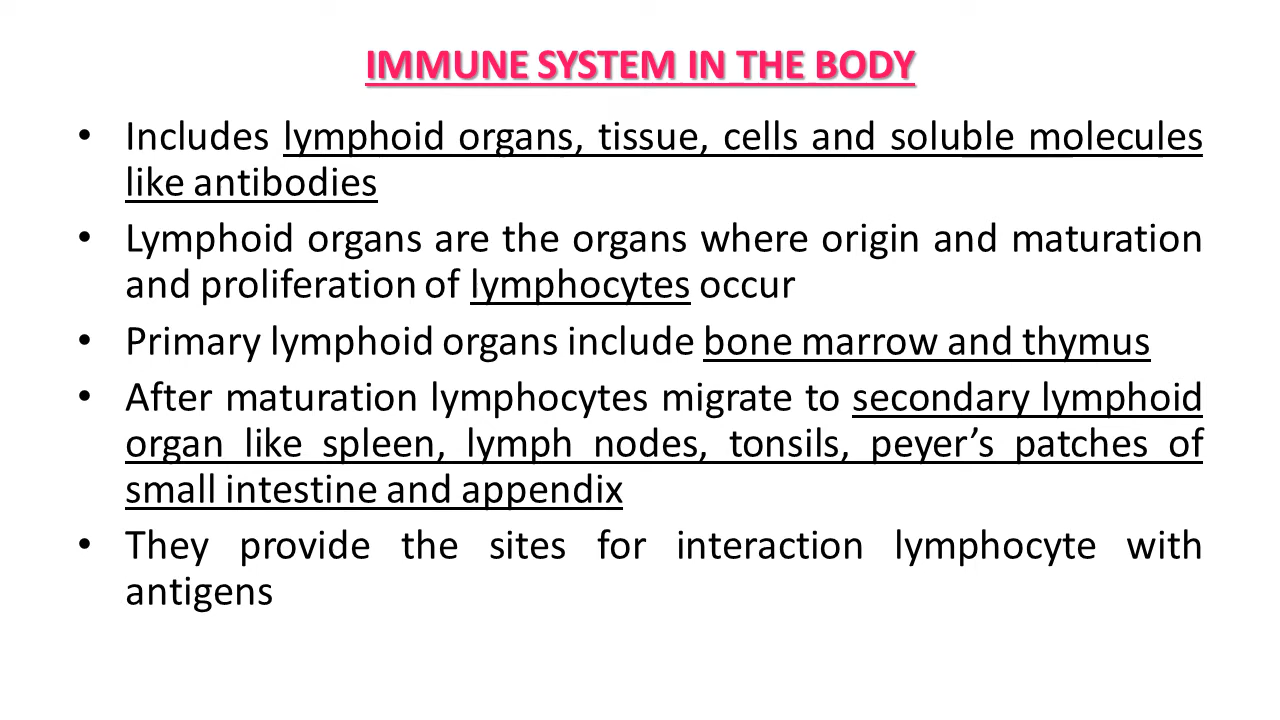 IMMUNE SYSTEM IN THE BODY
• Includes lymphoid organs, tissue, cells and soluble molecules
like antibodies
• Lymphoid organs are the organs where origin and maturation
and proliferation of lymphocytes occur
• Primary lymphoid organs include bone marrow and thymus
• After maturation lymphocytes migrate to secondary lymphoid
organ like spleen, lymph nodes, tonsils, peyer’s patches of
small intestine and appendix
• They provide the sites for interaction lymphocyte with
antigens